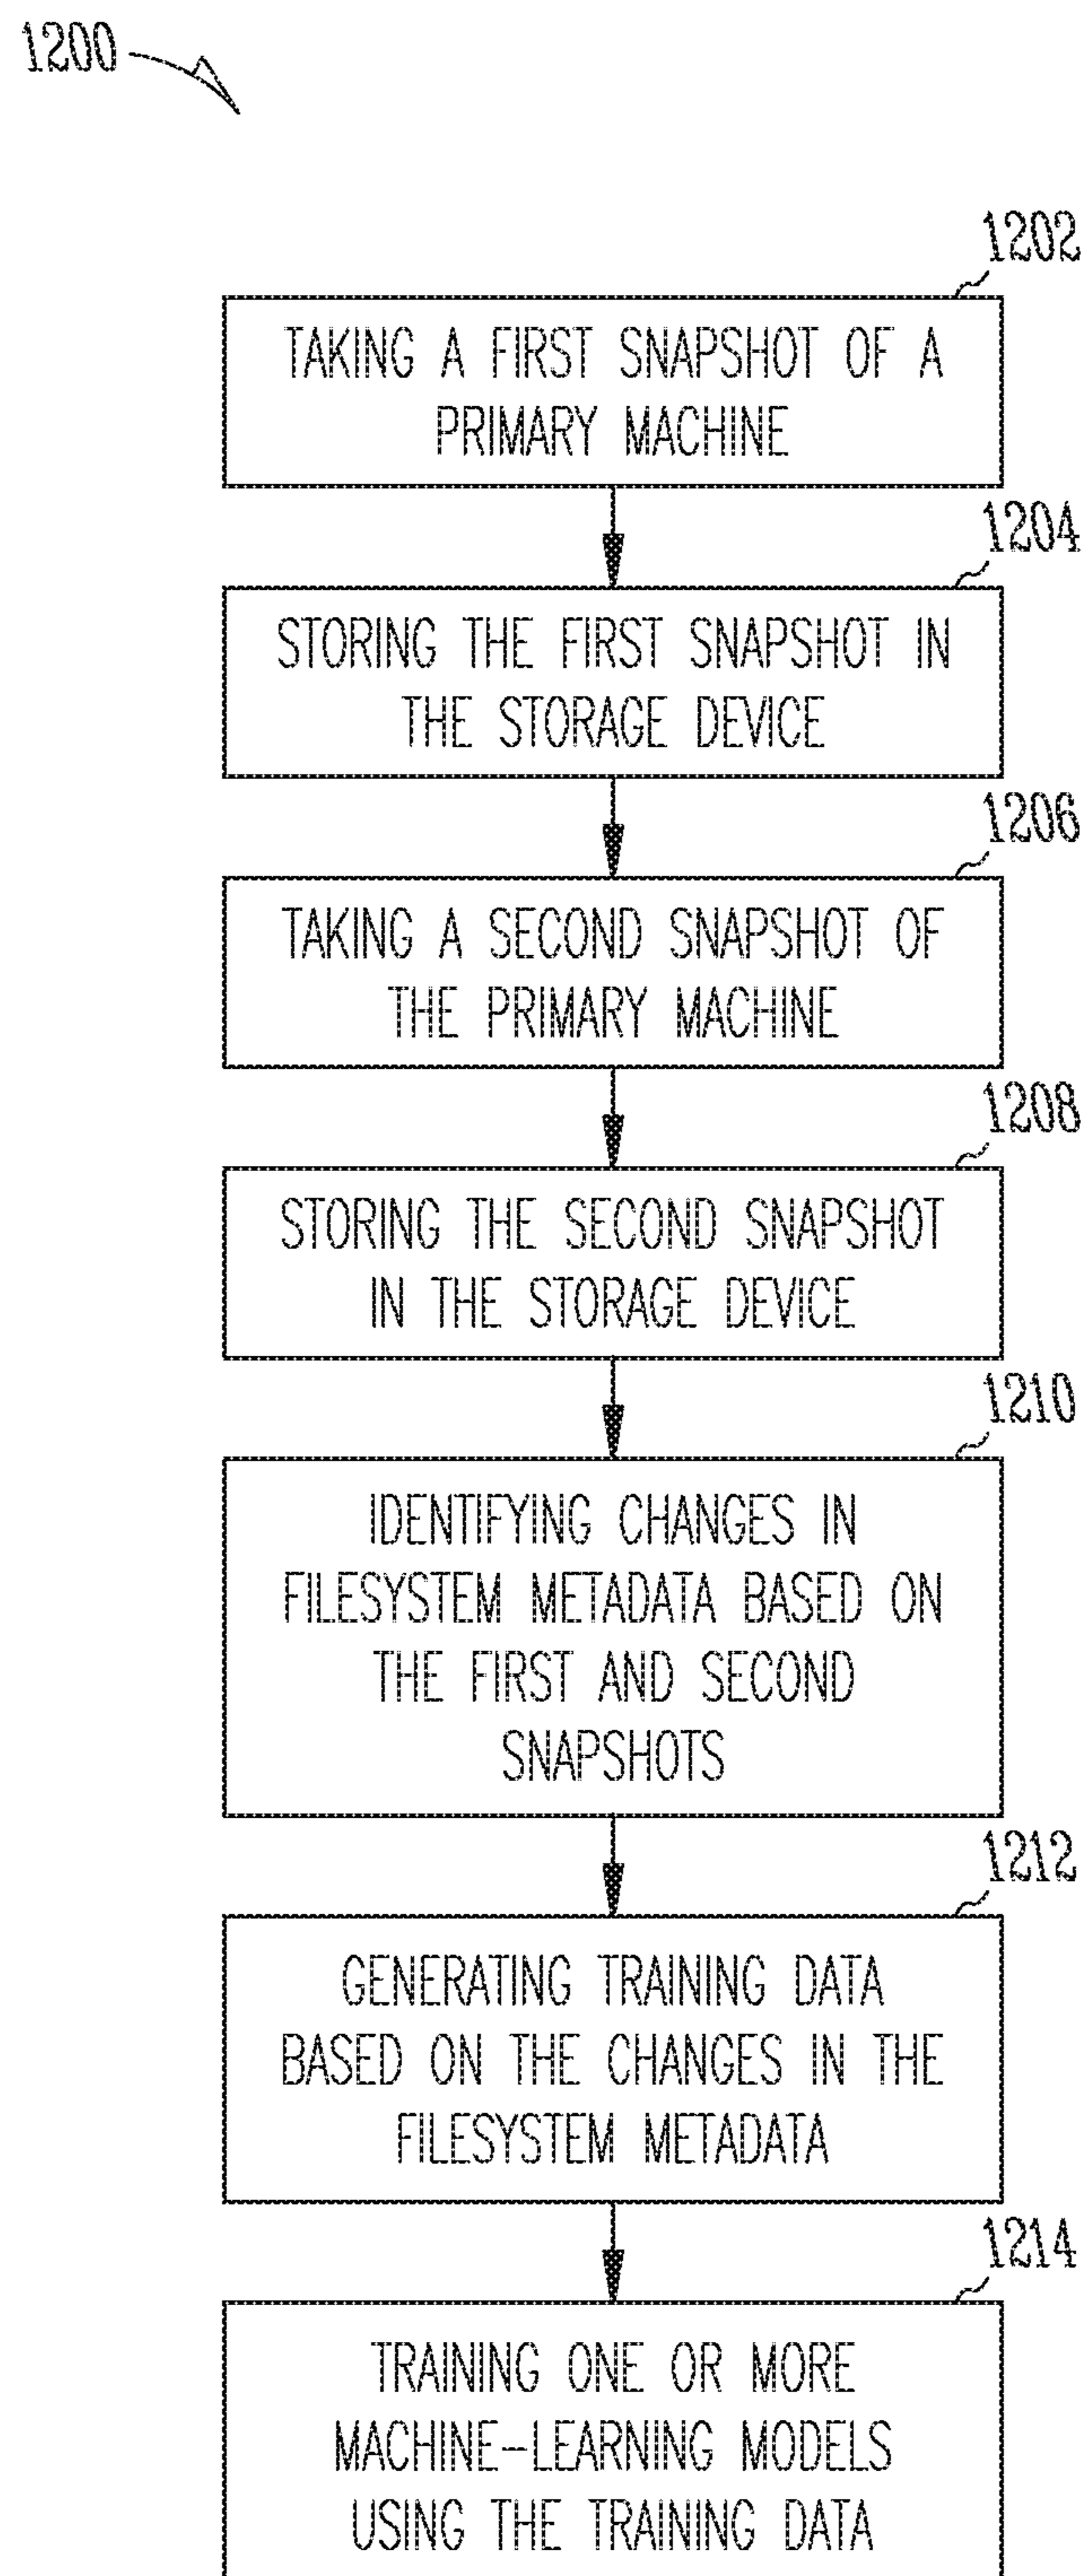 1200
1202
TAKING A FIRST SNAPSHOT OF A
PRIMARY MACHINE
1204
STORING THE FIRST SNAPSHOT IN
THE STORAGE DEVICE
1206
TAKING A SECOND SNAPSHOT OF
THE PRIMARY MACHINE
1208
STORING THE SECOND SNAPSHOT
IN THE STORAGE DEVICE
1210
IDENTIFYING CHANGES IN
FILESYSTEM METADATA BASED ON
THE FIRST AND SECOND
SNAPSHOTS
1212
GENERATING TRAINING DATA
BASED ON THE CHANGES IN THE
FILESYSTEM METADATA
1214
TRAINING ONE OR MORE
MACHINE-LEARNING MODELS
USING THE TRAINING DATA